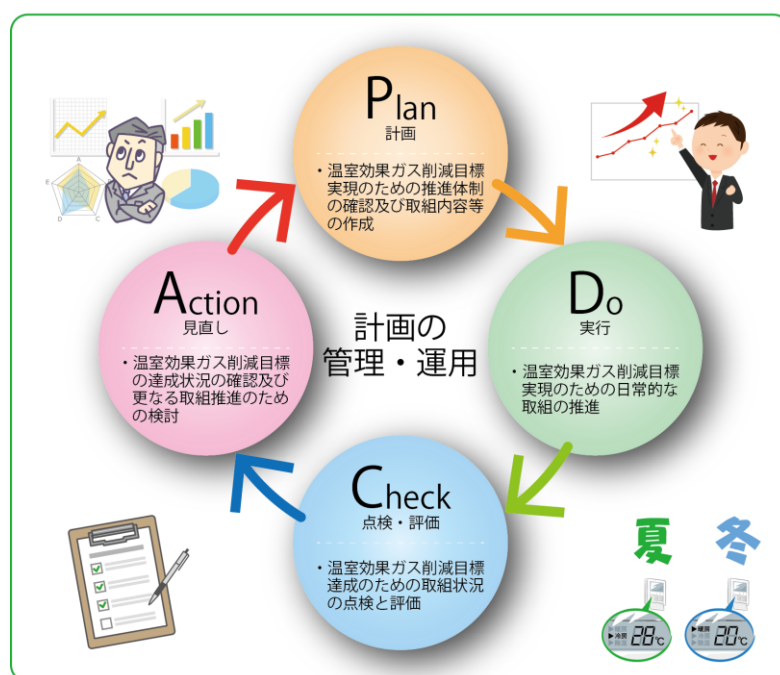 Plan
計画
・温室効果ガス削減目標
実現のための推進体制
の確認及び取組内容等
の作成
Action
見直し
・温室効果ガス削減目標
の達成状況の確認及び
更なる取組推進のため
の検討
計画の
管理・運用
Do
実行
・温室効果ガス削減目標
実現のための日常的な
取組の推進
Check
点検・評価
・温室効果ガス削減目標
達成のための取組状況
の点検と評価
A
E
D
C
夏
冬
▶冷房
28℃
▶暖房
20℃